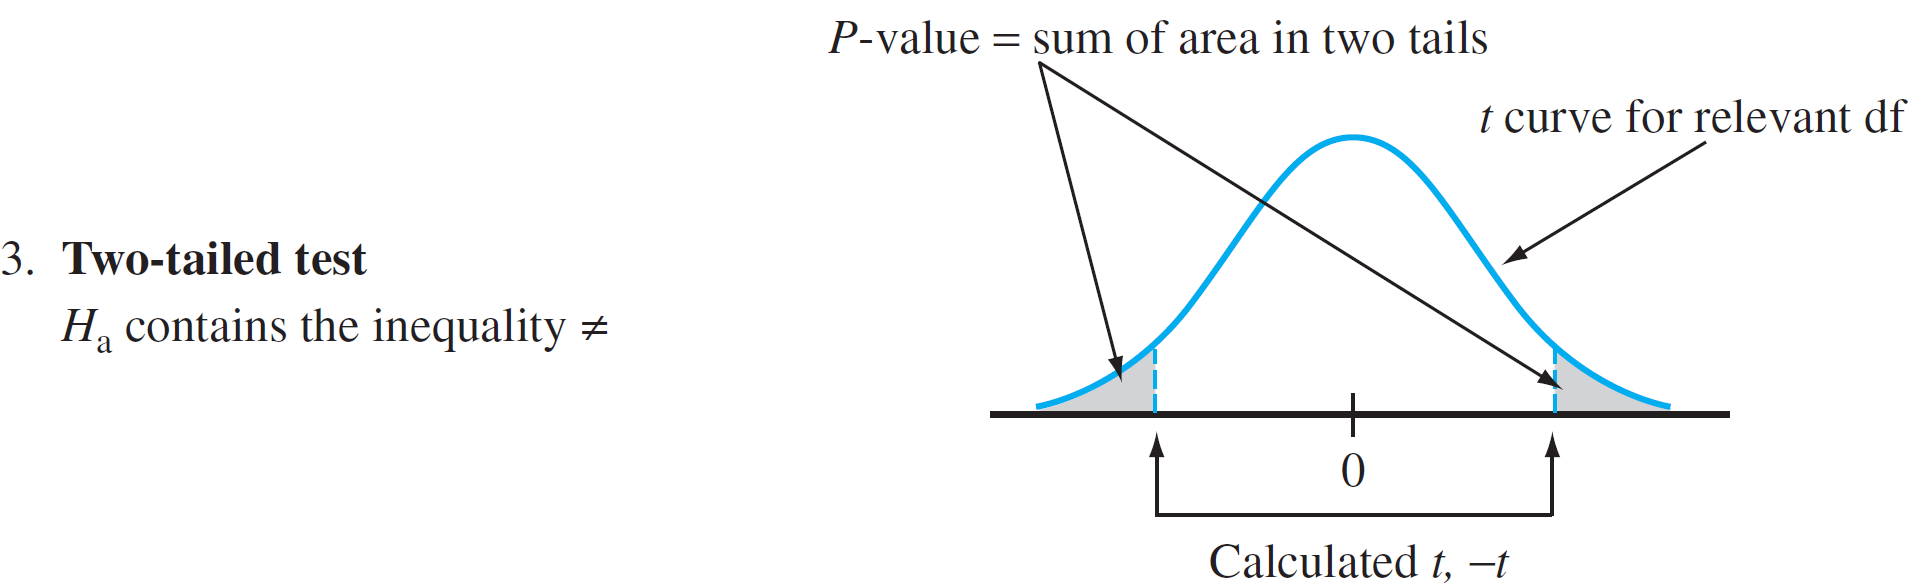 P-value = sum of area in two tails
t curve for relevant df
3. Two-tailed test
Ha contains the inequality ≠
0
Calculated t, −t